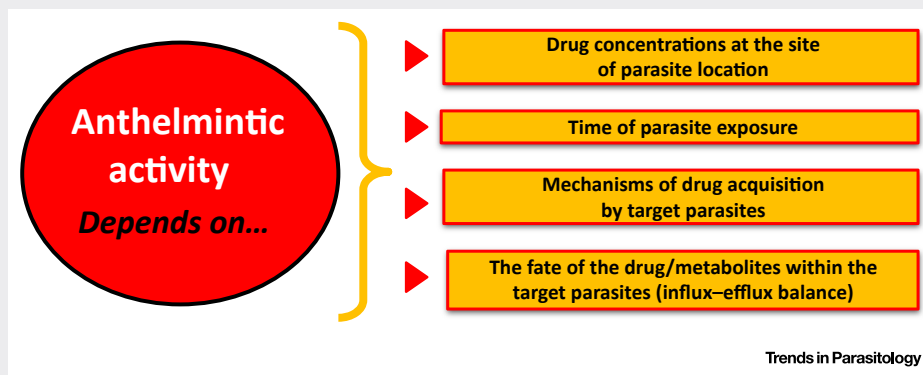 Anthelmintic
activity
Depends on...
Drug concentrations at the site
of parasite location
Time of parasite exposure
Mechanisms of drug acquisition
by target parasites
The fate of the drug/metabolites within the
target parasites (influx–efflux balance)
Trends in Parasitology